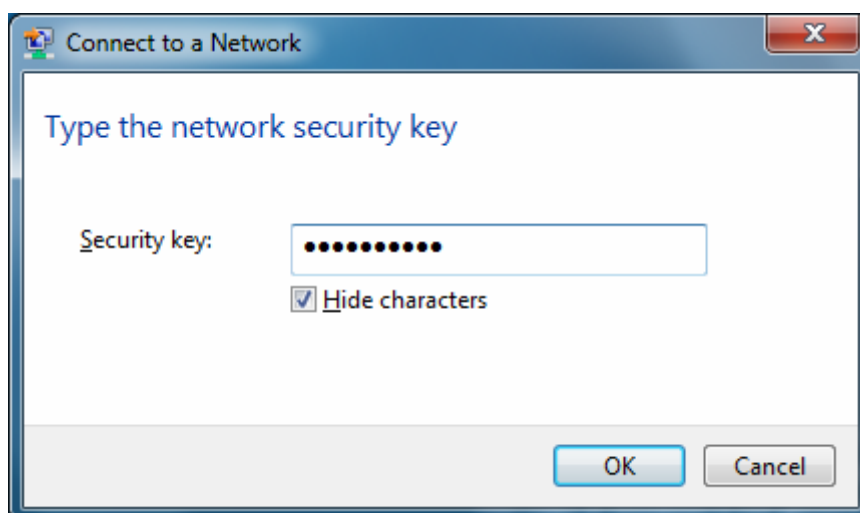 Connect to a Network
Type the network security key
Security key: ••••••••••
Hide characters
OK Cancel